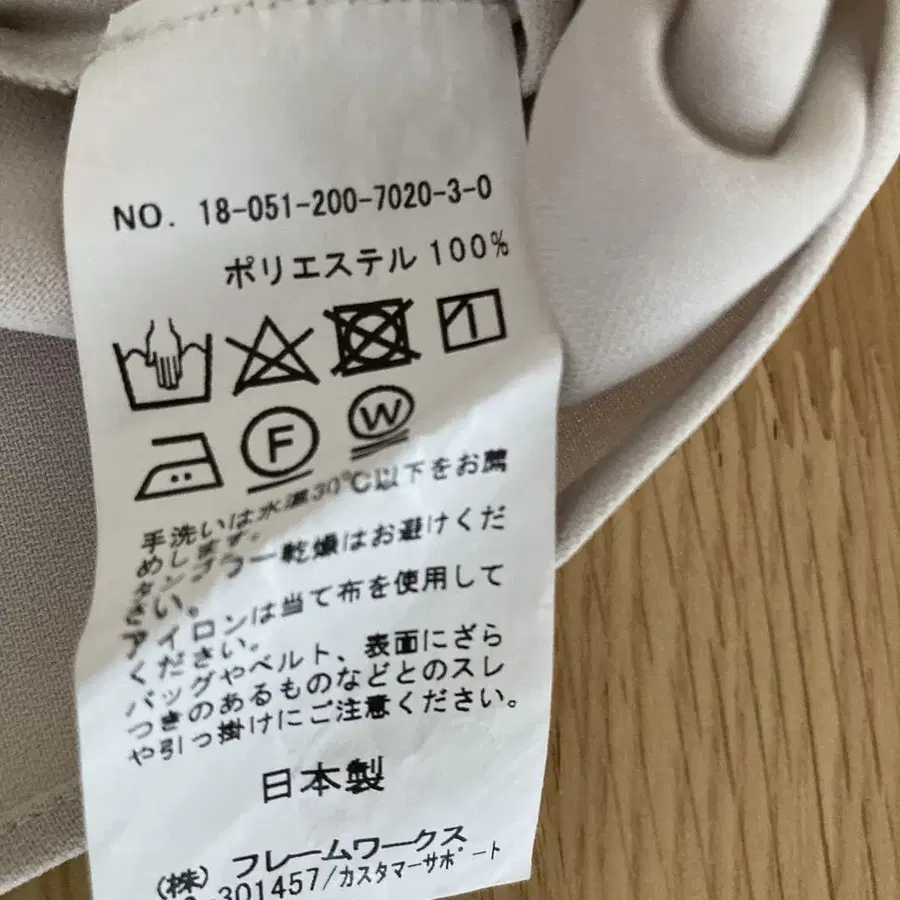 NO. 18-051-200-7020-3-0
ポリエステル 100%
F
W
手洗いは水温30℃以下をお薦
めします。
タンブラー乾燥はお避けくだ
さい。
アイロンは当て布を使用して
ください。
バッグやベルト、表面にざら
つきのあるものなどとのスレ
や引っ掛けにご注意ください。
日本製
(株) フレームワークス
301457/カスタマーサポート